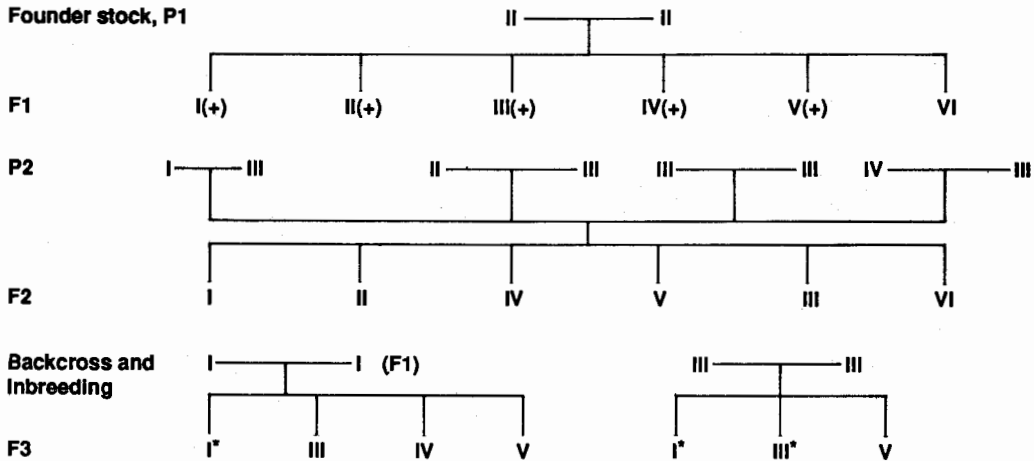 Founder stock, P1 II II
F1 I(+) II(+) III(+) IV(+) V(+) VI
P2 I III II III III III IV III
F2 I II IV V III VI
Backcross and I I (F1) III III
Inbreeding
F3 I* III IV V I* III* V